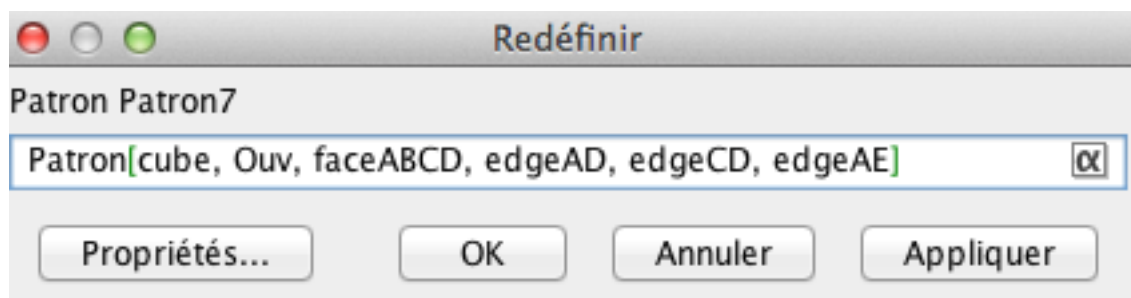 Redéfinir
Patron Patron7
Patron[cube, Ouv, faceABCD, edgeAD, edgeCD, edgeAE] α
Propriétés... OK Annuler Appliquer